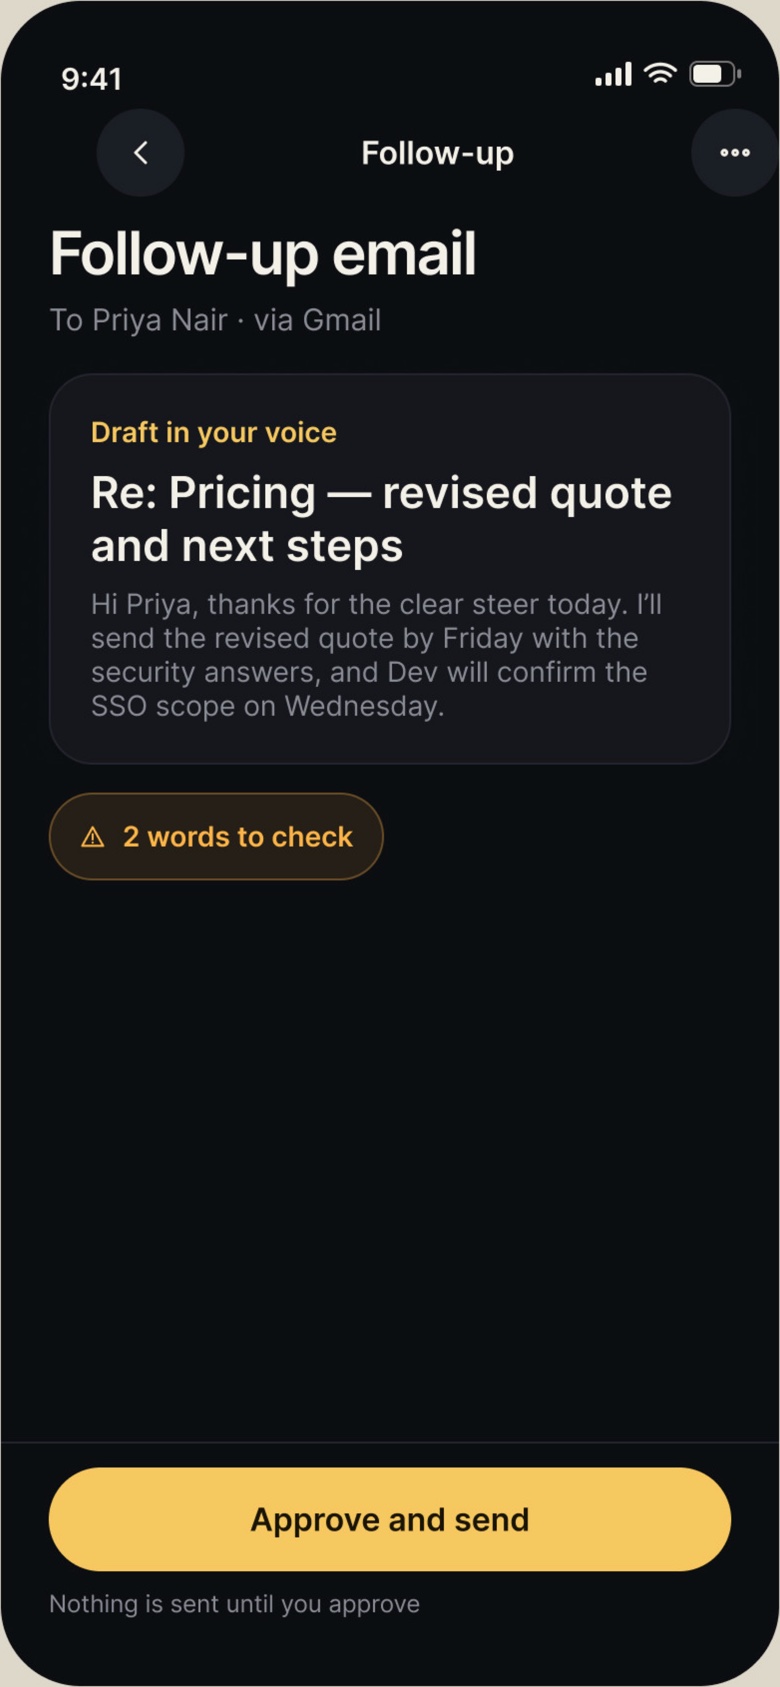 9:41
Follow-up
Follow-up email
To Priya Nair · via Gmail
Draft in your voice
Re: Pricing — revised quote
and next steps
Hi Priya, thanks for the clear steer today. I’ll
send the revised quote by Friday with the
security answers, and Dev will confirm the
SSO scope on Wednesday.
2 words to check
Approve and send
Nothing is sent until you approve